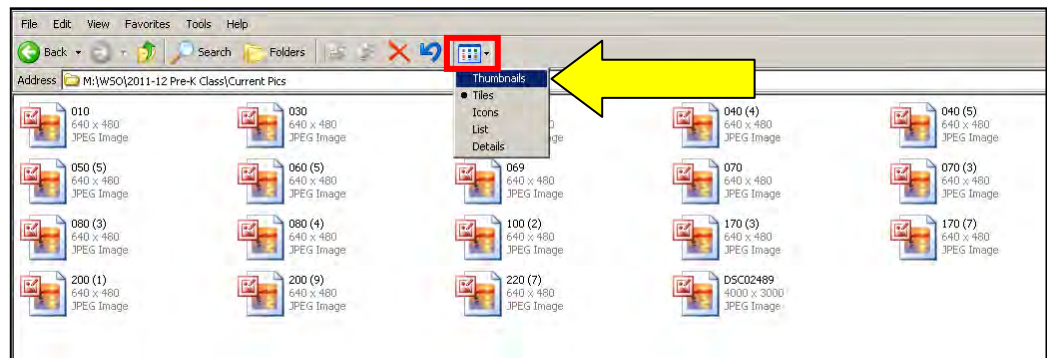 File Edit View Favorites Tools Help
Back Search Folders
Address M:\WSO\2011-12 Pre-K Class\Current Pics
Thumbnails
Tiles
Icons
List
Details
010
640 x 480
JPEG Image
030
640 x 480
JPEG Image
040 (4)
640 x 480
JPEG Image
040 (5)
640 x 480
JPEG Image
050 (5)
640 x 480
JPEG Image
060 (5)
640 x 480
JPEG Image
069
640 x 480
JPEG Image
070
640 x 480
JPEG Image
070 (3)
640 x 480
JPEG Image
080 (3)
640 x 480
JPEG Image
080 (4)
640 x 480
JPEG Image
100 (2)
640 x 480
JPEG Image
170 (3)
640 x 480
JPEG Image
170 (7)
640 x 480
JPEG Image
200 (1)
640 x 480
JPEG Image
200 (9)
640 x 480
JPEG Image
220 (7)
640 x 480
JPEG Image
DSC02489
4000 x 3000
JPEG Image